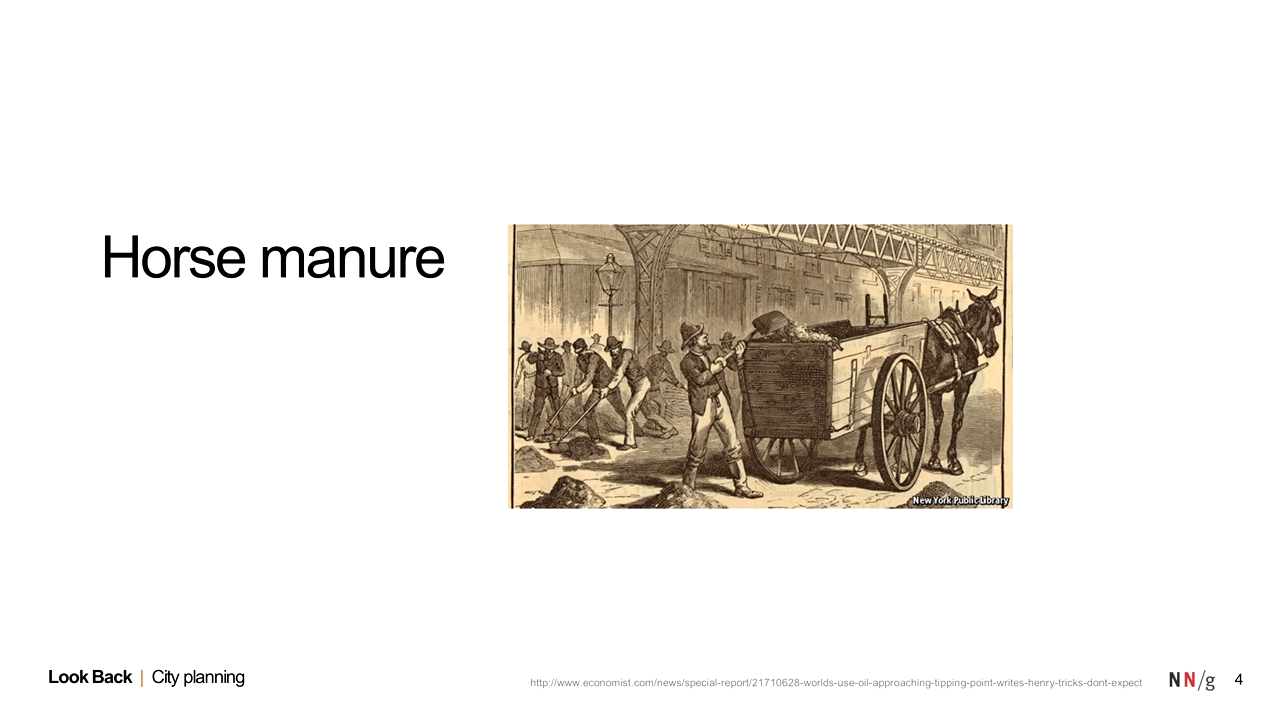 Horse manure
New York Public Library
Look Back | City planning
http://www.economist.com/news/special-report/21710628-worlds-use-oil-approaching-tipping-point-writes-henry-tricks-dont-expect
NN/g
4